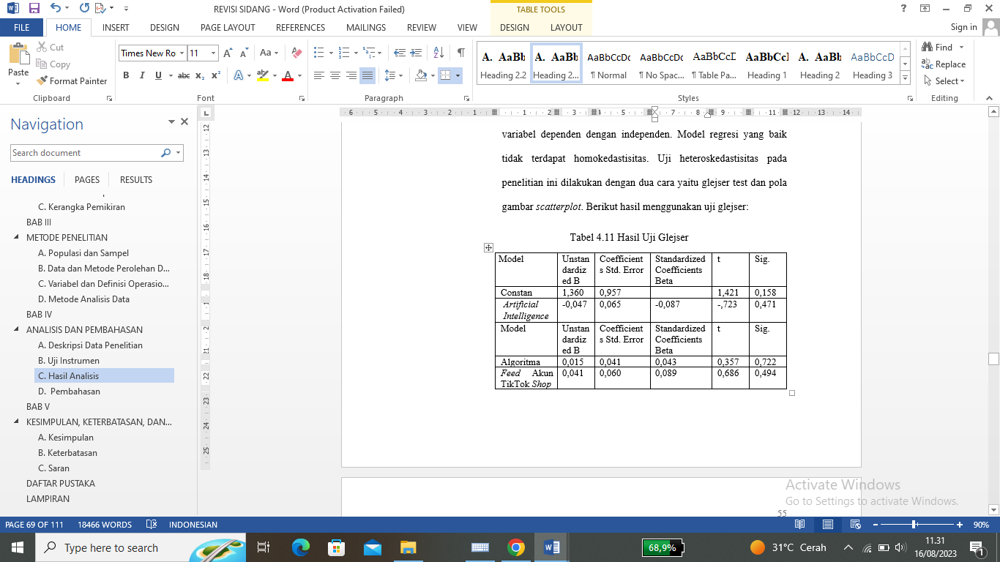 REVISI SIDANG - Word (Product Activation Failed)
TABLE TOOLS
FILE
HOME
INSERT
DESIGN
PAGE LAYOUT
REFERENCES
MAILINGS
REVIEW
VIEW
DESIGN
LAYOUT
Sign in
Paste
Cut
Copy
Format Painter
Clipboard
Times New Ro
11
Font
Paragraph
A. AaBb
A. AaBb
AaBbCcDc
AaBbCcDc
AaBbCcD
AaBbCcI
A. AaBb
AaBbCcD
Heading 2.2
Heading 2...
¶ Normal
¶ No Spac...
¶ Table Pa...
Heading 1
Heading 2
Heading 3
Styles
Find
Replace
Select
Editing
Navigation
Search document
HEADINGS
PAGES
RESULTS
C. Kerangka Pemikiran
BAB III
METODE PENELITIAN
A. Populasi dan Sampel
B. Data dan Metode Perolehan D...
C. Variabel dan Definisi Operasio...
D. Metode Analisis Data
BAB IV
ANALISIS DAN PEMBAHASAN
A. Deskripsi Data Penelitian
B. Uji Instrumen
C. Hasil Analisis
D. Pembahasan
BAB V
KESIMPULAN, KETERBATASAN, DAN...
A. Kesimpulan
B. Keterbatasan
C. Saran
DAFTAR PUSTAKA
LAMPIRAN
variabel dependen dengan independen. Model regresi yang baik
tidak terdapat homokedastisitas. Uji heteroskedastisitas pada
penelitian ini dilakukan dengan dua cara yaitu glejser test dan pola
gambar scatterplot. Berikut hasil menggunakan uji glejser:
Tabel 4.11 Hasil Uji Glejser
Model Unstandardized B Coefficients Std. Error Standardized Coefficients Beta t Sig.
Constan 1,360 0,957 1,421 0,158
Artificial Intelligence -0,047 0,065 -0,087 -,723 0,471
Model Unstandardized B Coefficients Std. Error Standardized Coefficients Beta t Sig.
Algoritma 0,015 0,041 0,043 0,357 0,722
Feed Akun TikTok Shop 0,041 0,060 0,089 0,686 0,494
55
Activate Windows
Go to Settings to activate Windows.
PAGE 69 OF 111
18466 WORDS
INDONESIAN
90%
Type here to search
68,9%
31°C Cerah
11.31
16/08/2023